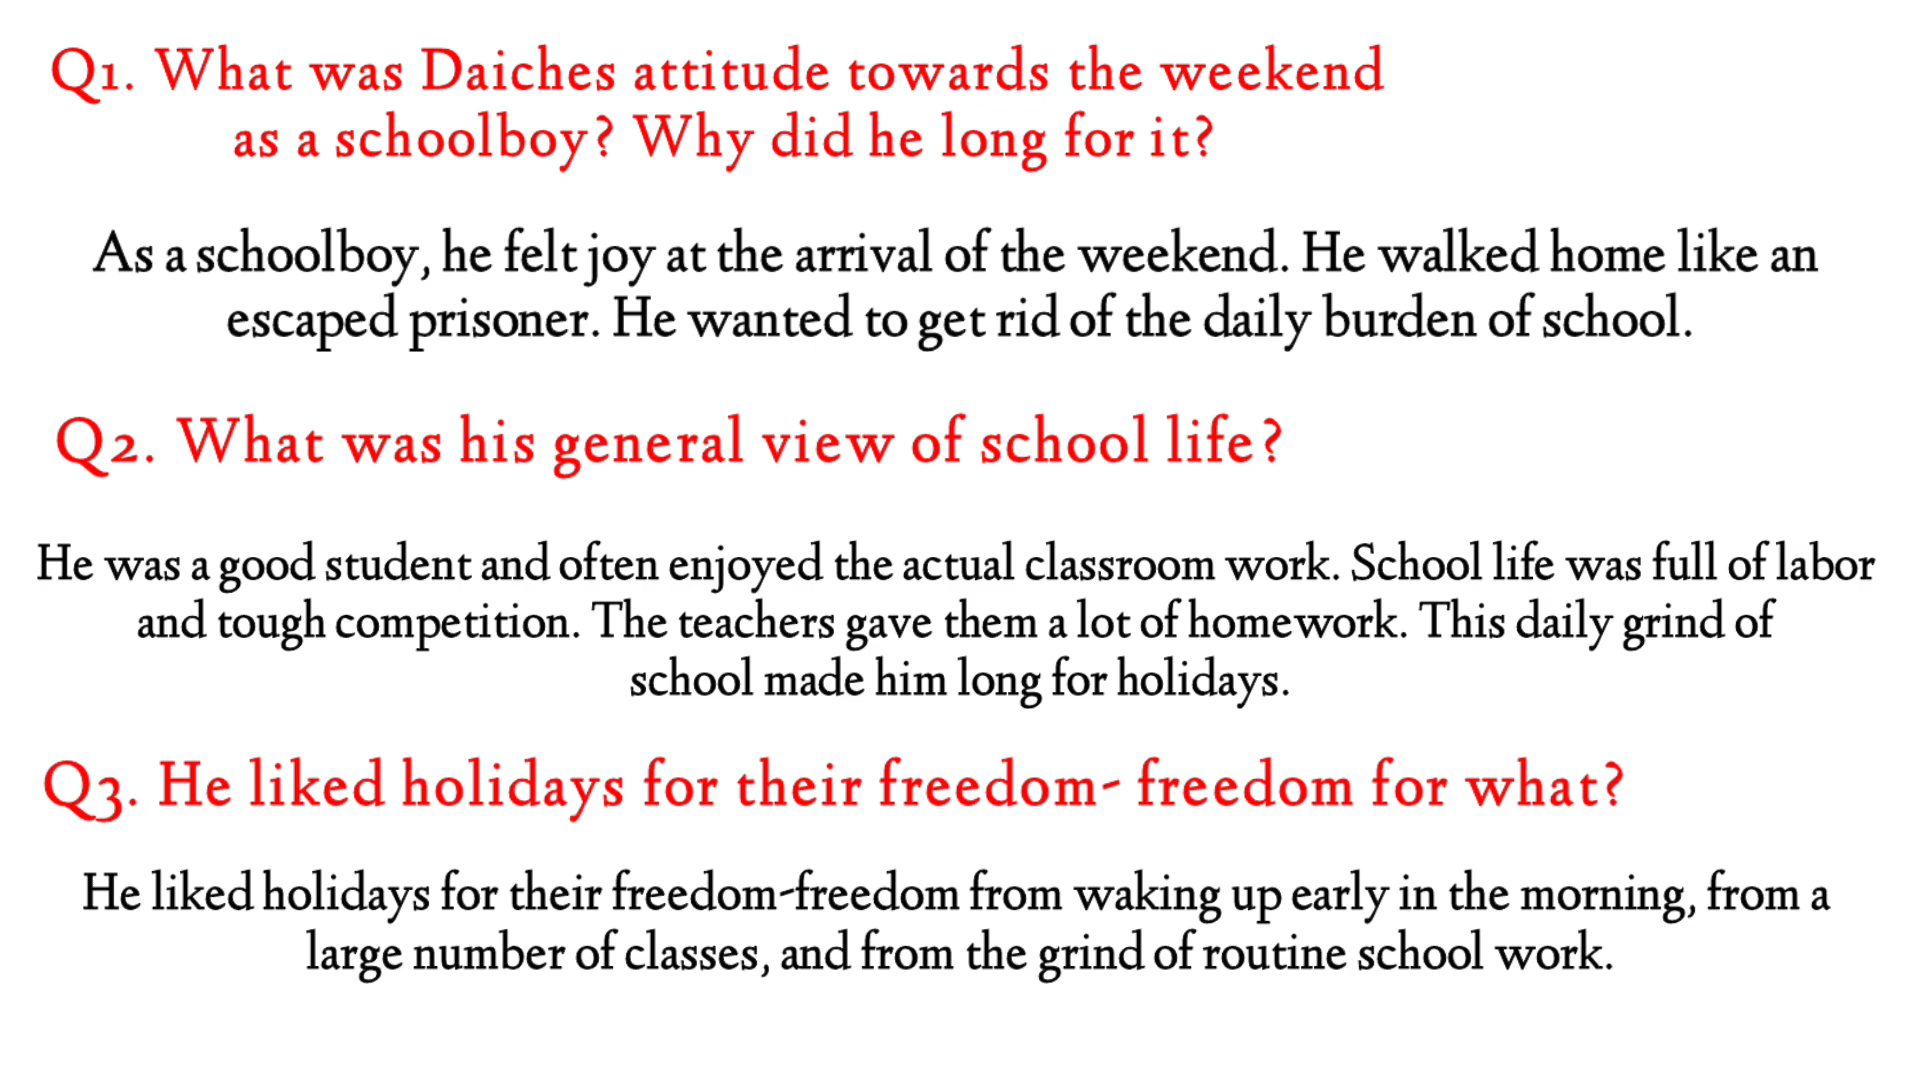 Q1. What was Daiches attitude towards the weekend
as a schoolboy? Why did he long for it?
As a schoolboy, he felt joy at the arrival of the weekend. He walked home like an
escaped prisoner. He wanted to get rid of the daily burden of school.
Q2. What was his general view of school life?
He was a good student and often enjoyed the actual classroom work. School life was full of labor
and tough competition. The teachers gave them a lot of homework. This daily grind of
school made him long for holidays.
Q3. He liked holidays for their freedom- freedom for what?
He liked holidays for their freedom-freedom from waking up early in the morning, from a
large number of classes, and from the grind of routine school work.